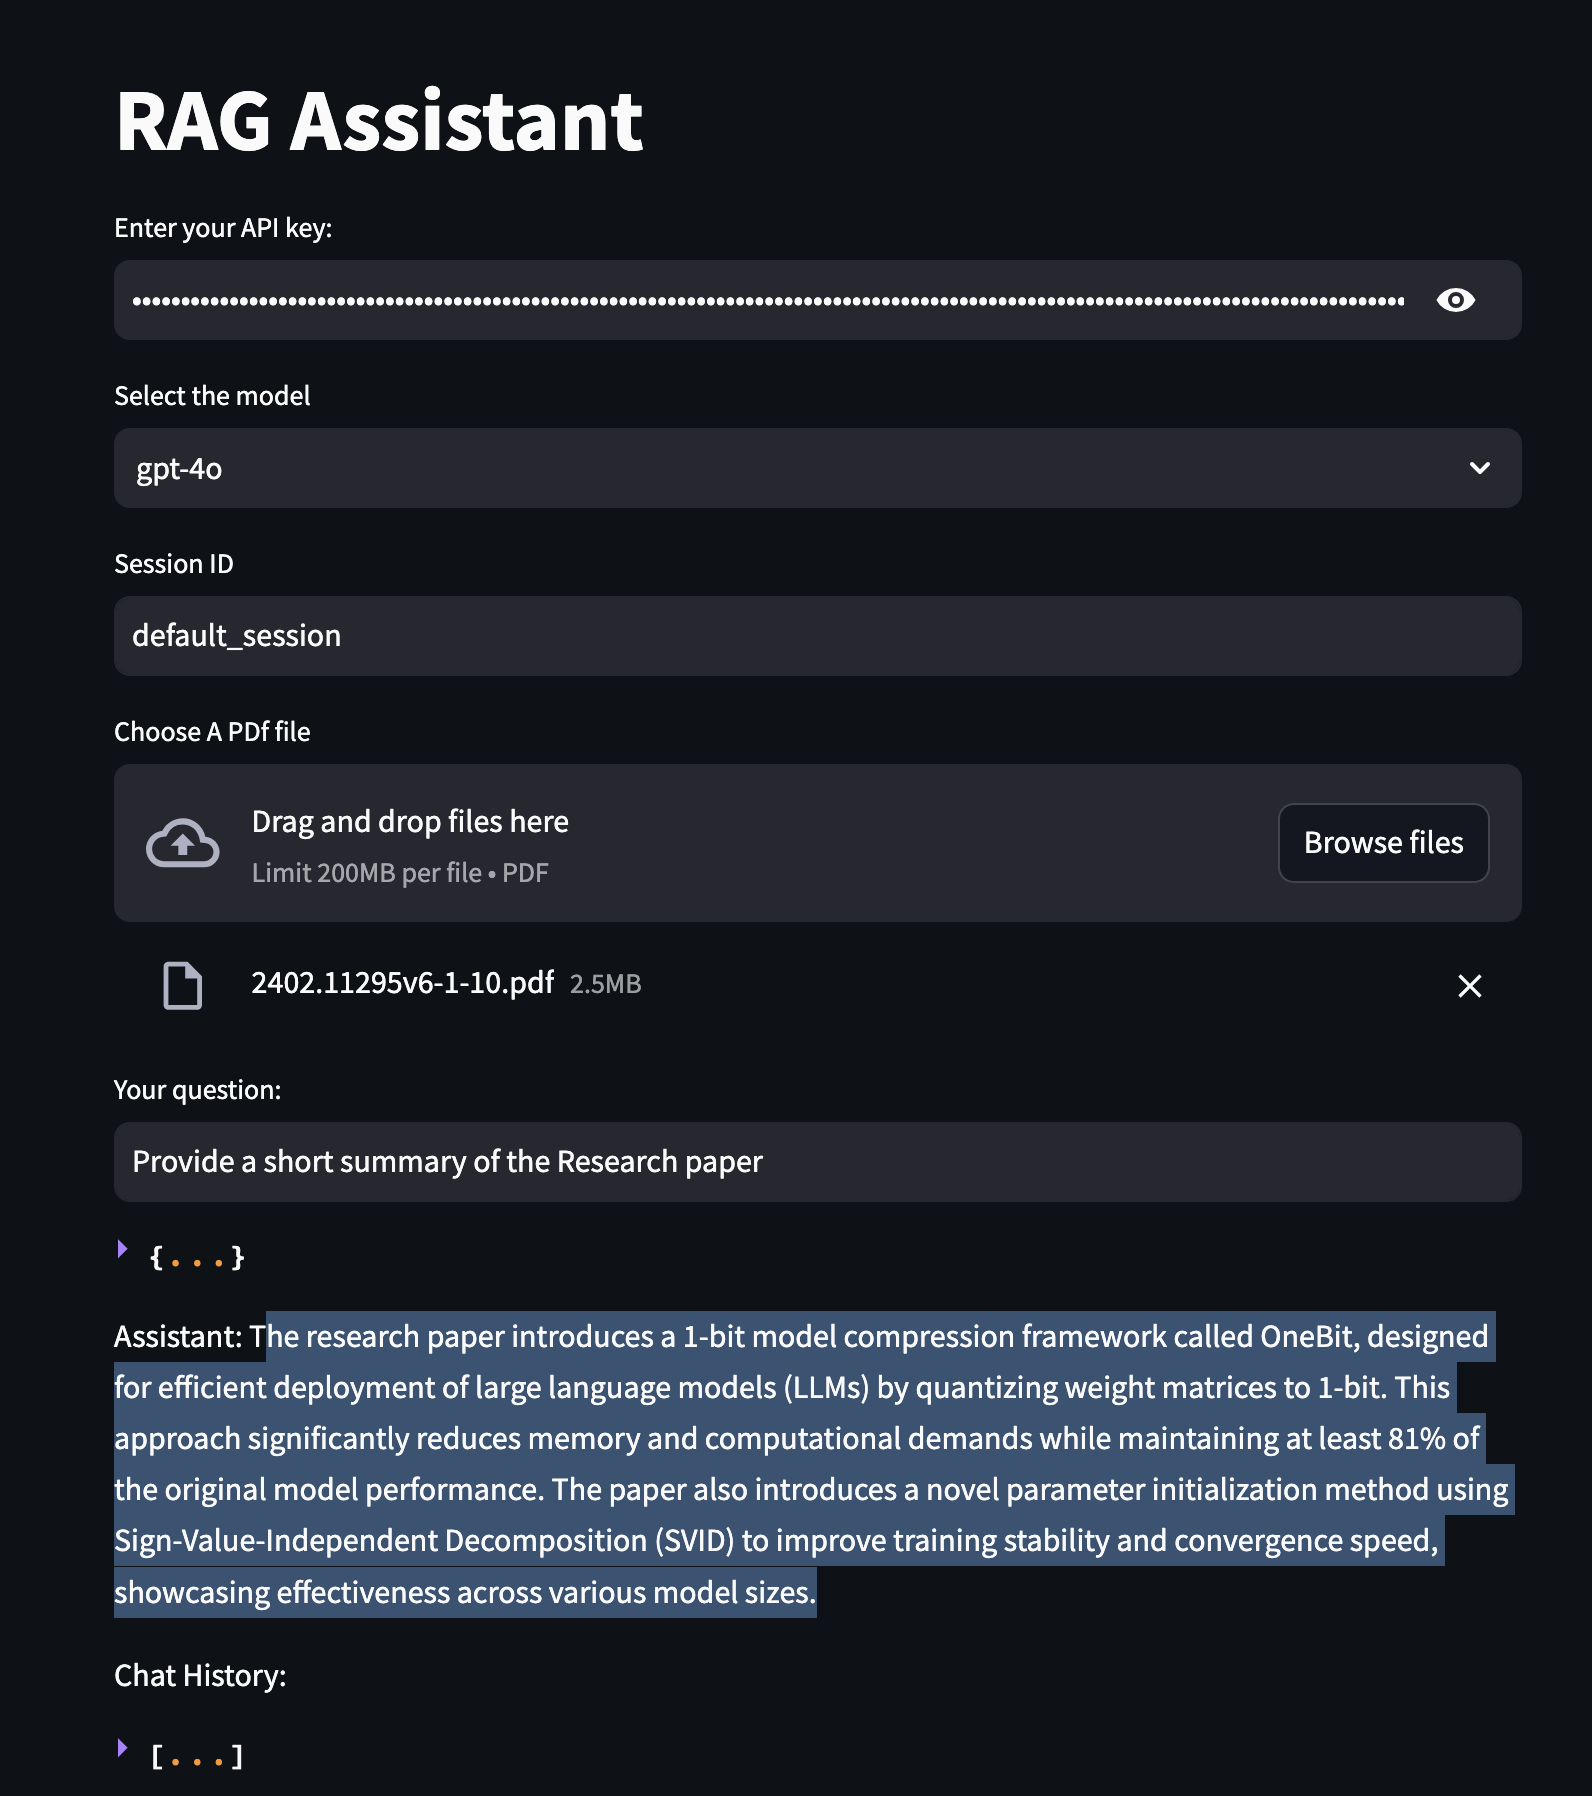 RAG Assistant
Enter your API key:
Select the model
gpt-4o
Session ID
default_session
Choose A PDf file
Drag and drop files here
Limit 200MB per file • PDF
Browse files
2402.11295v6-1-10.pdf 2.5MB
Your question:
Provide a short summary of the Research paper
{...}
Assistant: The research paper introduces a 1-bit model compression framework called OneBit, designed
for efficient deployment of large language models (LLMs) by quantizing weight matrices to 1-bit. This
approach significantly reduces memory and computational demands while maintaining at least 81% of
the original model performance. The paper also introduces a novel parameter initialization method using
Sign-Value-Independent Decomposition (SVID) to improve training stability and convergence speed,
showcasing effectiveness across various model sizes.
Chat History:
[...]